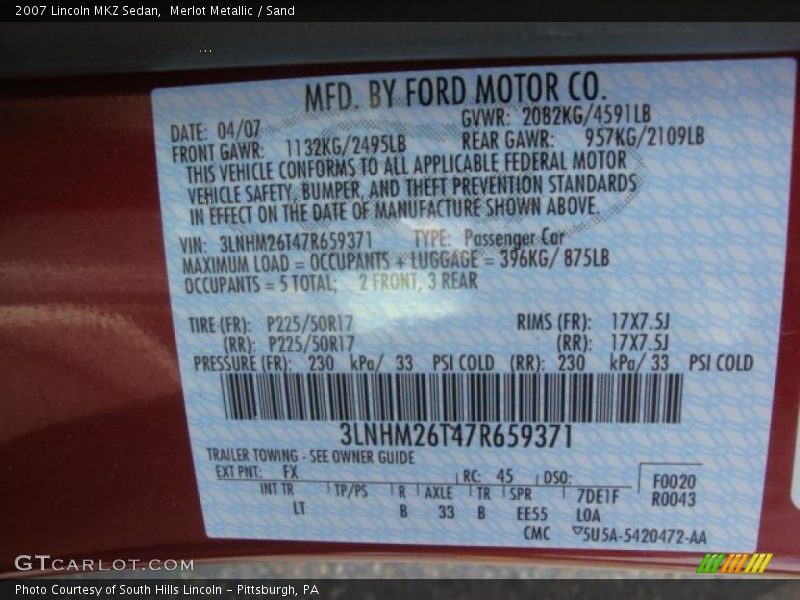 2007 Lincoln MKZ Sedan,  Merlot Metallic / Sand
MFD. BY FORD MOTOR CO.
DATE: 04/07 GVWR: 2082KG/4591LB
FRONT GAWR: 1132KG/2495LB REAR GAWR: 957KG/2109LB
THIS VEHICLE CONFORMS TO ALL APPLICABLE FEDERAL MOTOR
VEHICLE SAFETY, BUMPER, AND THEFT PREVENTION STANDARDS
IN EFFECT ON THE DATE OF MANUFACTURE SHOWN ABOVE.
VIN: 3LNHM26T47R659371 TYPE: Passenger Car
MAXIMUM LOAD = OCCUPANTS + LUGGAGE = 396KG/ 875LB
OCCUPANTS = 5 TOTAL; 2 FRONT, 3 REAR
TIRE (FR): P225/50R17 RIMS (FR): 17X7.5J
(RR): P225/50R17 (RR): 17X7.5J
PRESSURE (FR): 230 kPa/ 33 PSI COLD (RR): 230 kPa/ 33 PSI COLD
3LNHM26T47R659371
TRAILER TOWING - SEE OWNER GUIDE
EXT PNT: FX RC: 45 DSO: F0020
INT TR TP/PS R AXLE TR SPR 7DE1F R0043
LT B 33 B EE55 L0A
CMC 5U5A-5420472-AA
GTCARLOT.COM
Photo Courtesy of South Hills Lincoln - Pittsburgh, PA